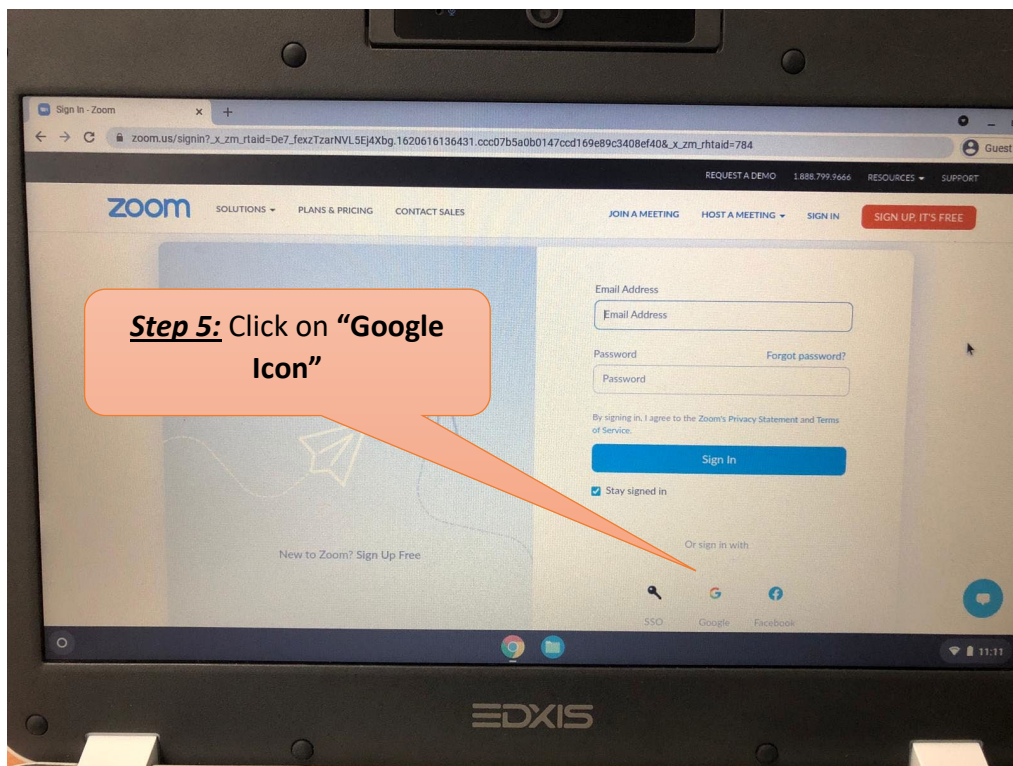 Sign In - Zoom
zoom.us/signin?_x_zm_rtaid=De7_fexzTzarNVL5Ej4Xbg.1620616136431.ccc07b5a0b0147ccd169e89c3408ef40&_x_zm_rhtaid=784
Guest
REQUEST A DEMO 1.888.799.9666 RESOURCES SUPPORT
zoom SOLUTIONS PLANS & PRICING CONTACT SALES JOIN A MEETING HOST A MEETING SIGN IN SIGN UP, IT'S FREE
Step 5: Click on “Google
Icon”
New to Zoom? Sign Up Free
Email Address
Email Address
Password Forgot password?
Password
By signing in, I agree to the Zoom's Privacy Statement and Terms
of Service.
Sign In
Stay signed in
Or sign in with
SSO Google Facebook
11:11
EDXIS